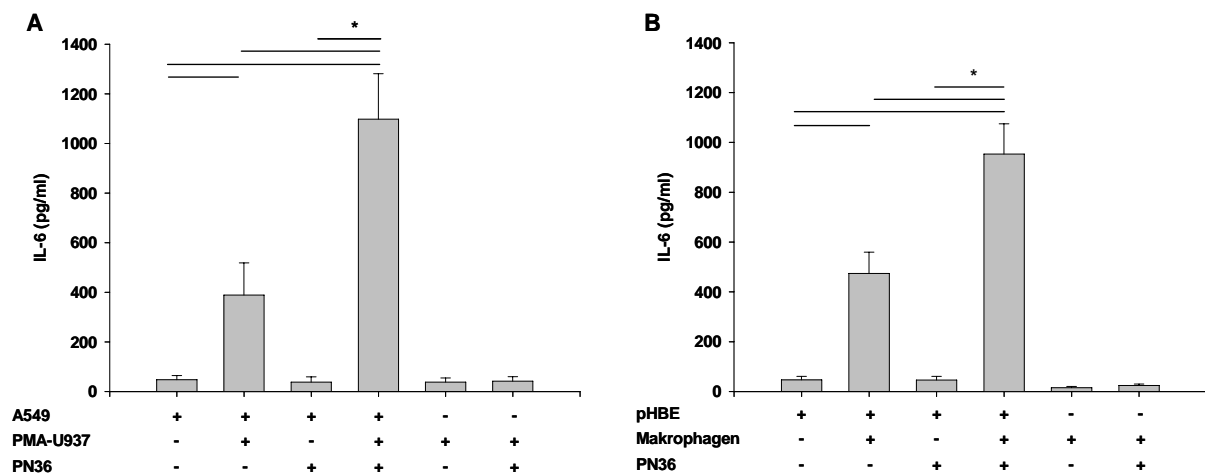 A
*
1400
1200
1000
800
600
400
200
0
IL-6 (pg/ml)
A549 + + + + - -
PMA-U937 - + - + + +
PN36 - - + + - +
B
*
1400
1200
1000
800
600
400
200
0
IL-6 (pg/ml)
pHBE + + + + - -
Makrophagen - + - + + +
PN36 - - + + - +